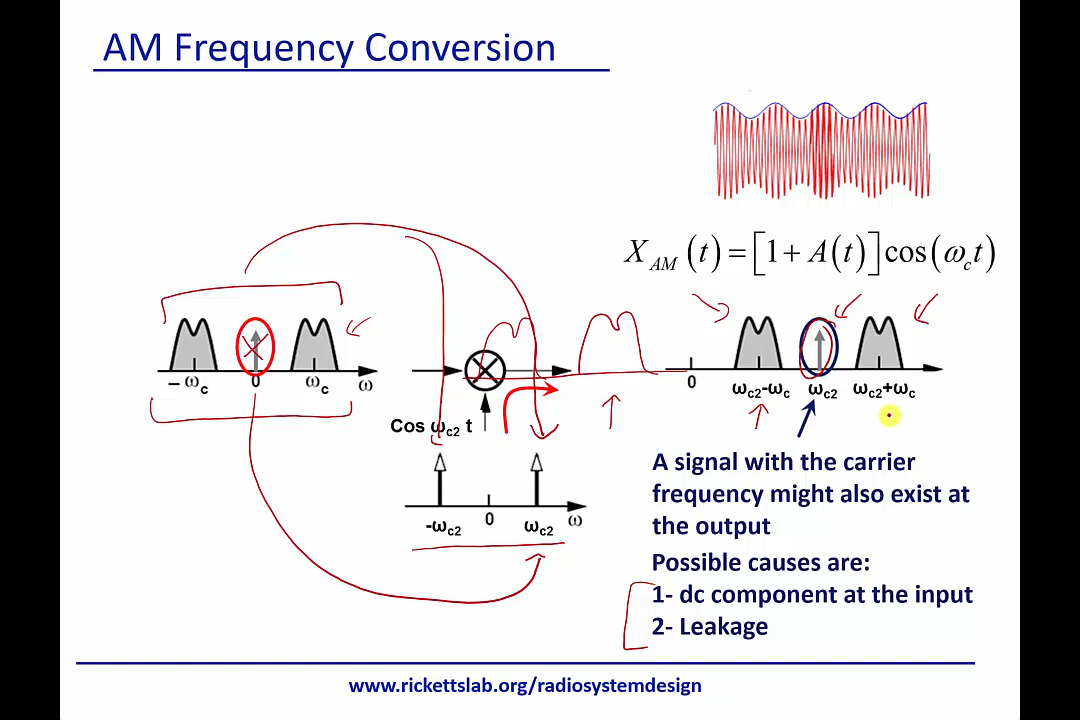 AM Frequency Conversion
X_AM (t) = [1 + A(t)] cos(ω_c t)
− ω_c 0 ω_c ω
Cos ω_c2 t
-ω_c2 0 ω_c2 ω
0 ω_c2-ω_c ω_c2 ω_c2+ω_c
A signal with the carrier
frequency might also exist at
the output
Possible causes are:
1- dc component at the input
2- Leakage
www.rickettslab.org/radiosystemdesign